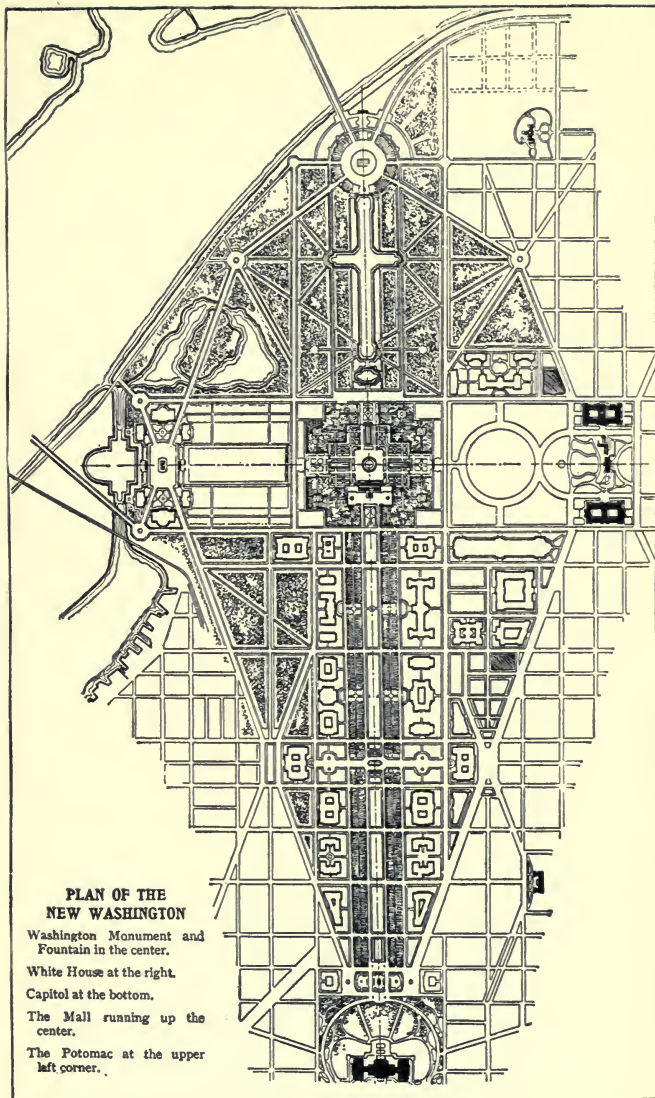 PLAN OF THE
NEW WASHINGTON
Washington Monument and
Fountain in the center.
White House at the right.
Capitol at the bottom.
The Mall running up the
center.
The Potomac at the upper
left corner.